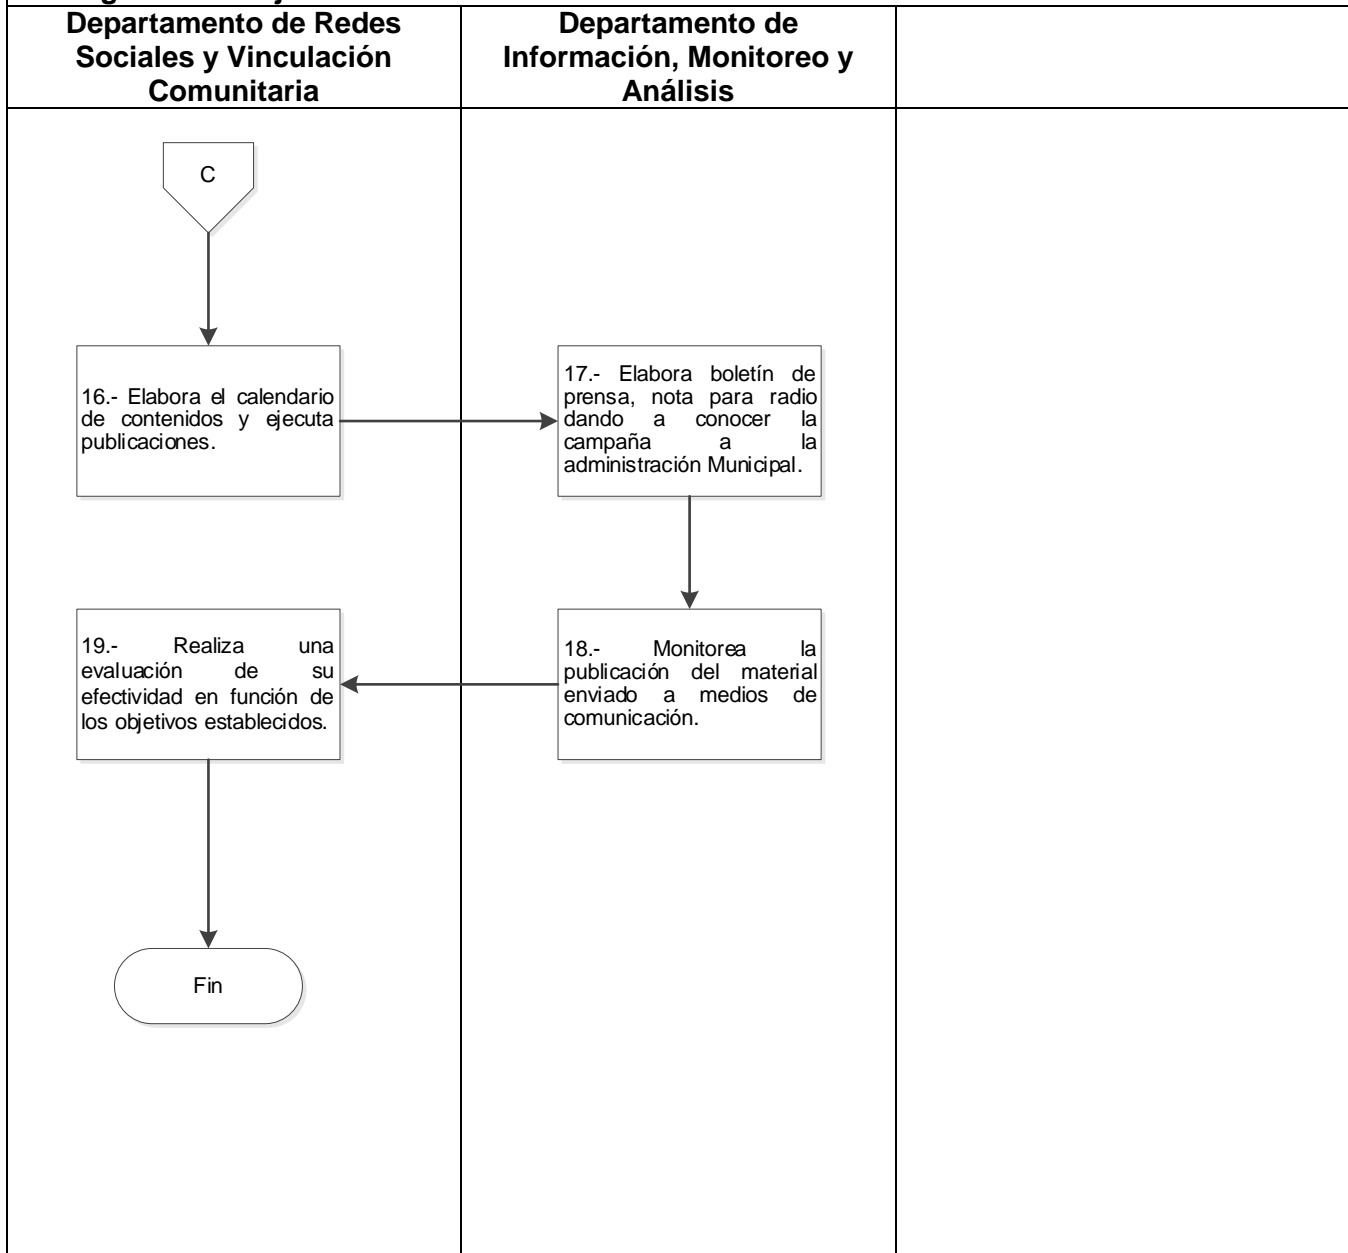 Departamento de Redes
Sociales y Vinculación
Comunitaria
Departamento de
Información, Monitoreo y
Análisis
C
16.- Elabora el calendario
de contenidos y ejecuta
publicaciones.
17.- Elabora boletín de
prensa, nota para radio
dando a conocer la
campaña a la
administración Municipal.
19.- Realiza una
evaluación de su
efectividad en función de
los objetivos establecidos.
18.- Monitorea la
publicación del material
enviado a medios de
comunicación.
Fin